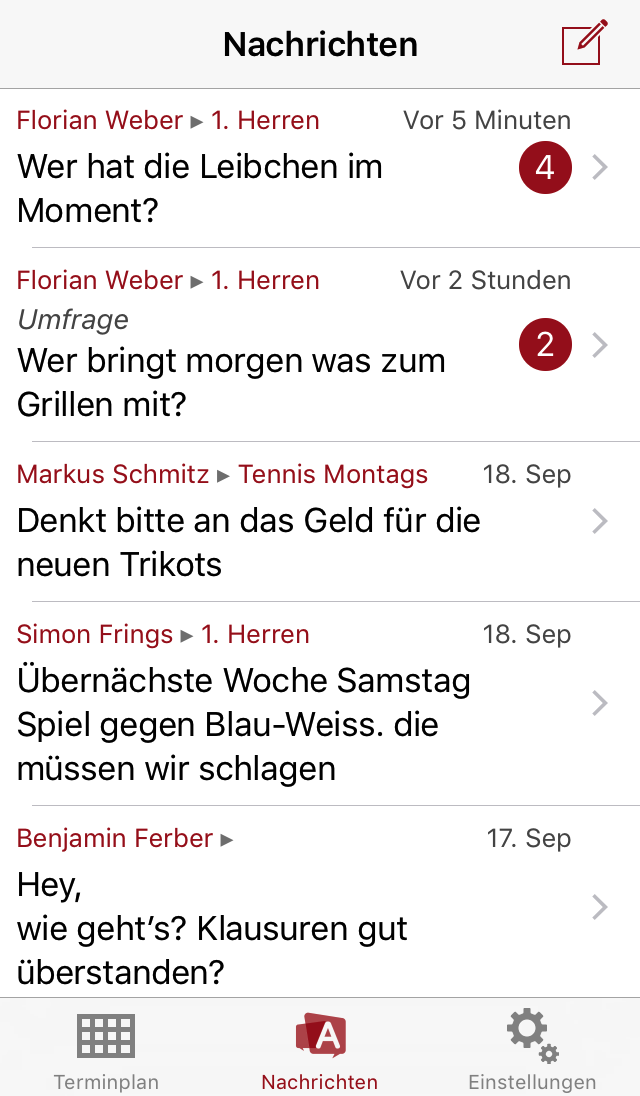 Nachrichten
Florian Weber ▸ 1. Herren Vor 5 Minuten
Wer hat die Leibchen im
Moment?
4
Florian Weber ▸ 1. Herren Vor 2 Stunden
Umfrage
Wer bringt morgen was zum
Grillen mit?
2
Markus Schmitz ▸ Tennis Montags 18. Sep
Denkt bitte an das Geld für die
neuen Trikots
Simon Frings ▸ 1. Herren 18. Sep
Übernächste Woche Samstag
Spiel gegen Blau-Weiss. die
müssen wir schlagen
Benjamin Ferber ▸ 17. Sep
Hey,
wie geht’s? Klausuren gut
überstanden?
A
Terminplan Nachrichten Einstellungen